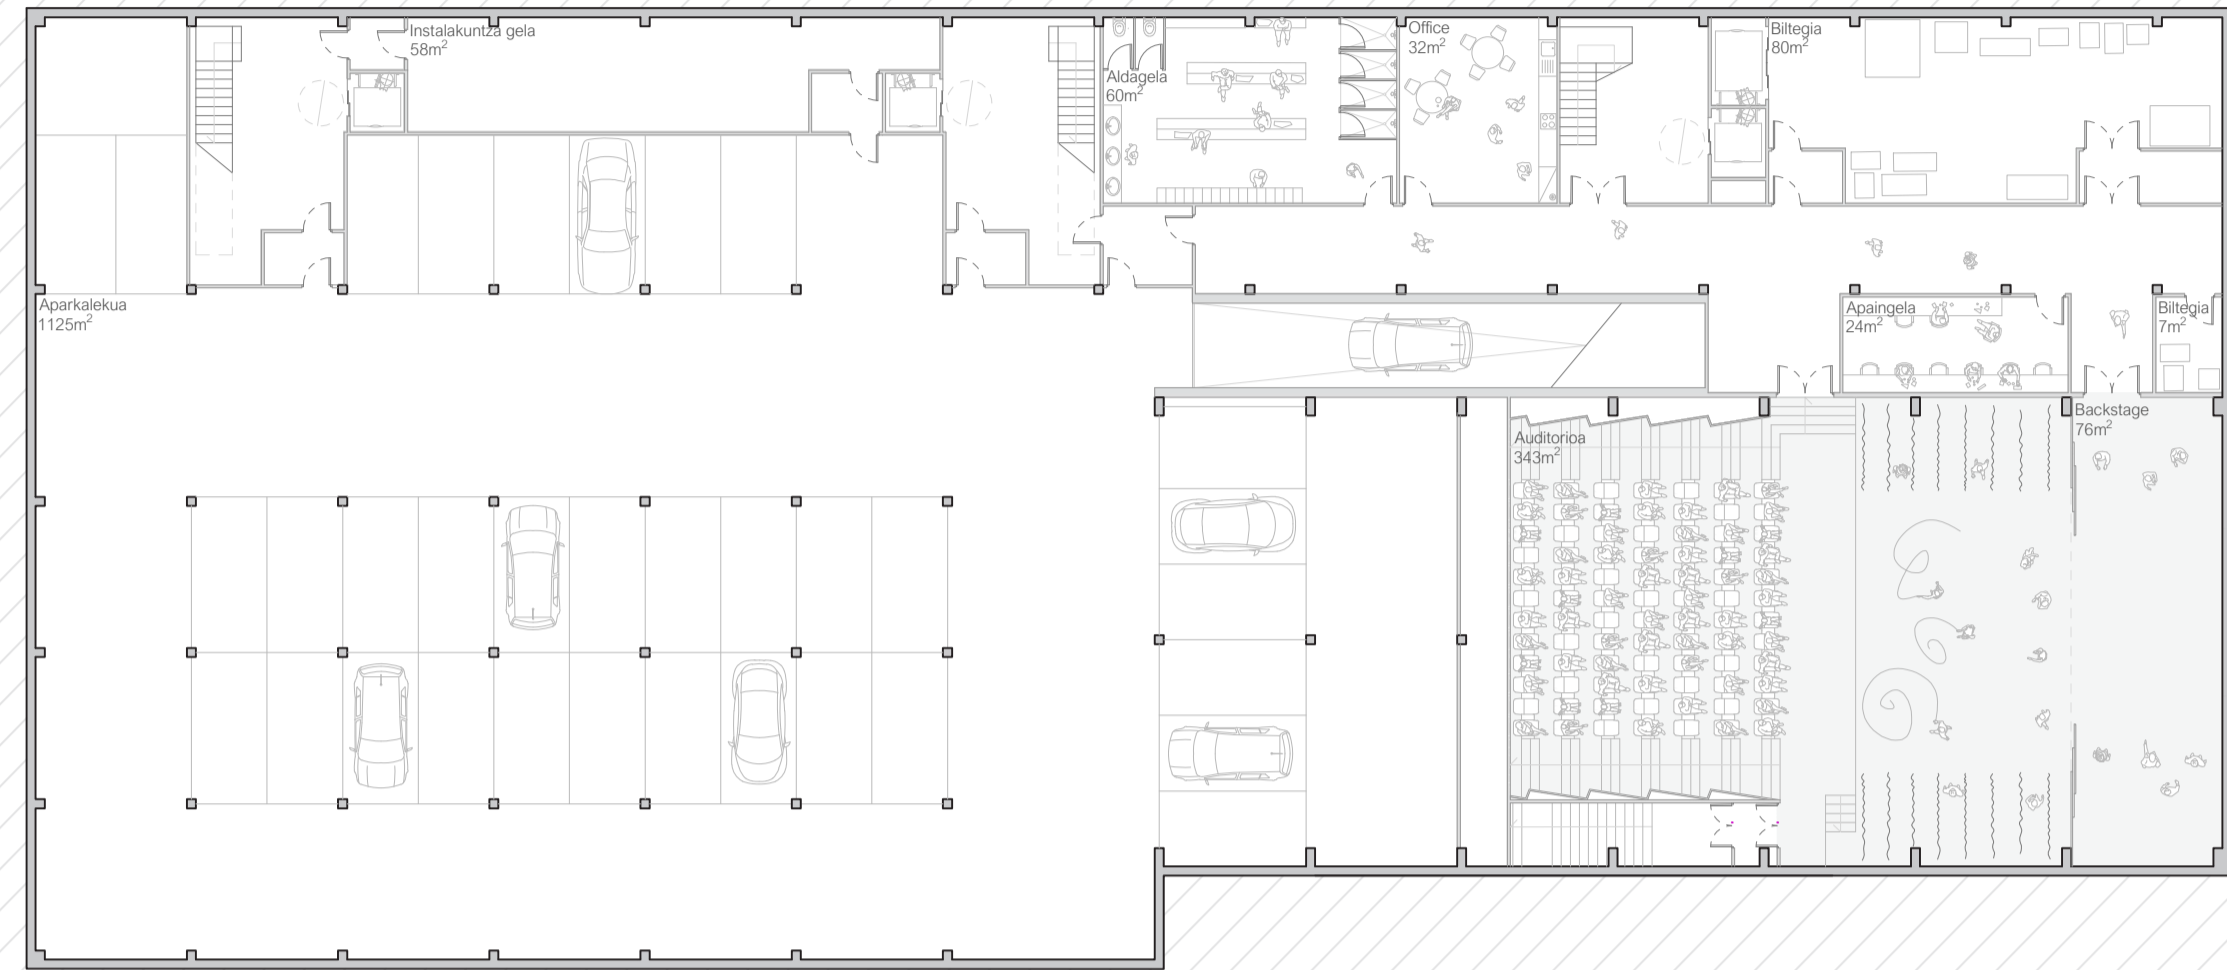 Instalakuntza gela
58m²
Aldagela
60m²
Office
32m²
Biltegia
80m²
Aparkalekua
1125m²
Apaingela
24m²
Biltegia
7m²
Auditorioa
343m²
Backstage
76m²